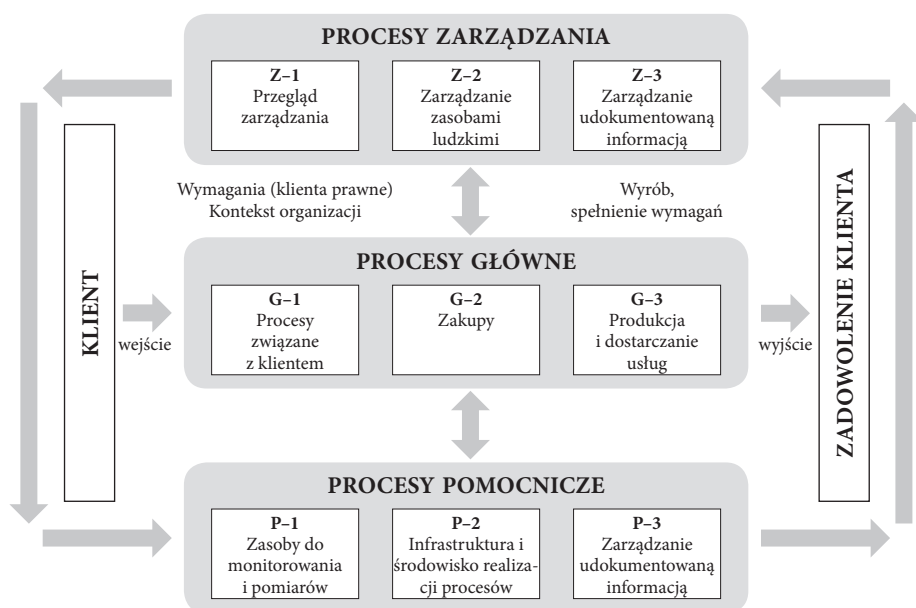 PROCESY ZARZĄDZANIA
Z–1
Przegląd
zarządzania
Z–2
Zarządzanie
zasobami
ludzkimi
Z–3
Zarządzanie
udokumentowaną
informacją
Wymagania (klienta prawne)
Kontekst organizacji
Wyrób,
spełnienie wymagań
KLIENT
wejście
PROCESY GŁÓWNE
G–1
Procesy
związane
z klientem
G–2
Zakupy
G–3
Produkcja
i dostarczanie
usług
wyjście
ZADOWOLENIE KLIENTA
PROCESY POMOCNICZE
P–1
Zasoby do
monitorowania
i pomiarów
P–2
Infrastruktura i
środowisko realiza-
cji procesów
P–3
Zarządzanie
udokumentowaną
informacją